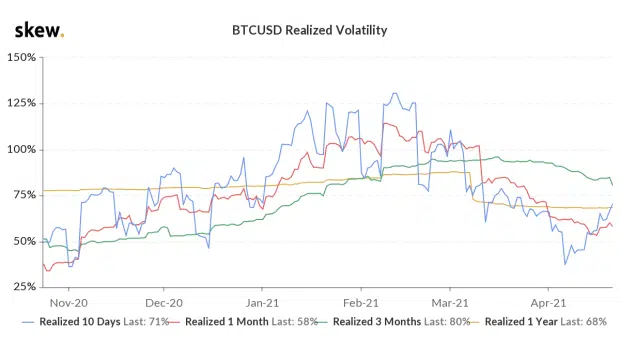 skew.
BTCUSD Realized Volatility
150%
125%
100%
75%
50%
25%
Nov-20 Dec-20 Jan-21 Feb-21 Mar-21 Apr-21
Realized 10 Days Last: 71% Realized 1 Month Last: 58% Realized 3 Months Last: 80% Realized 1 Year Last: 68%